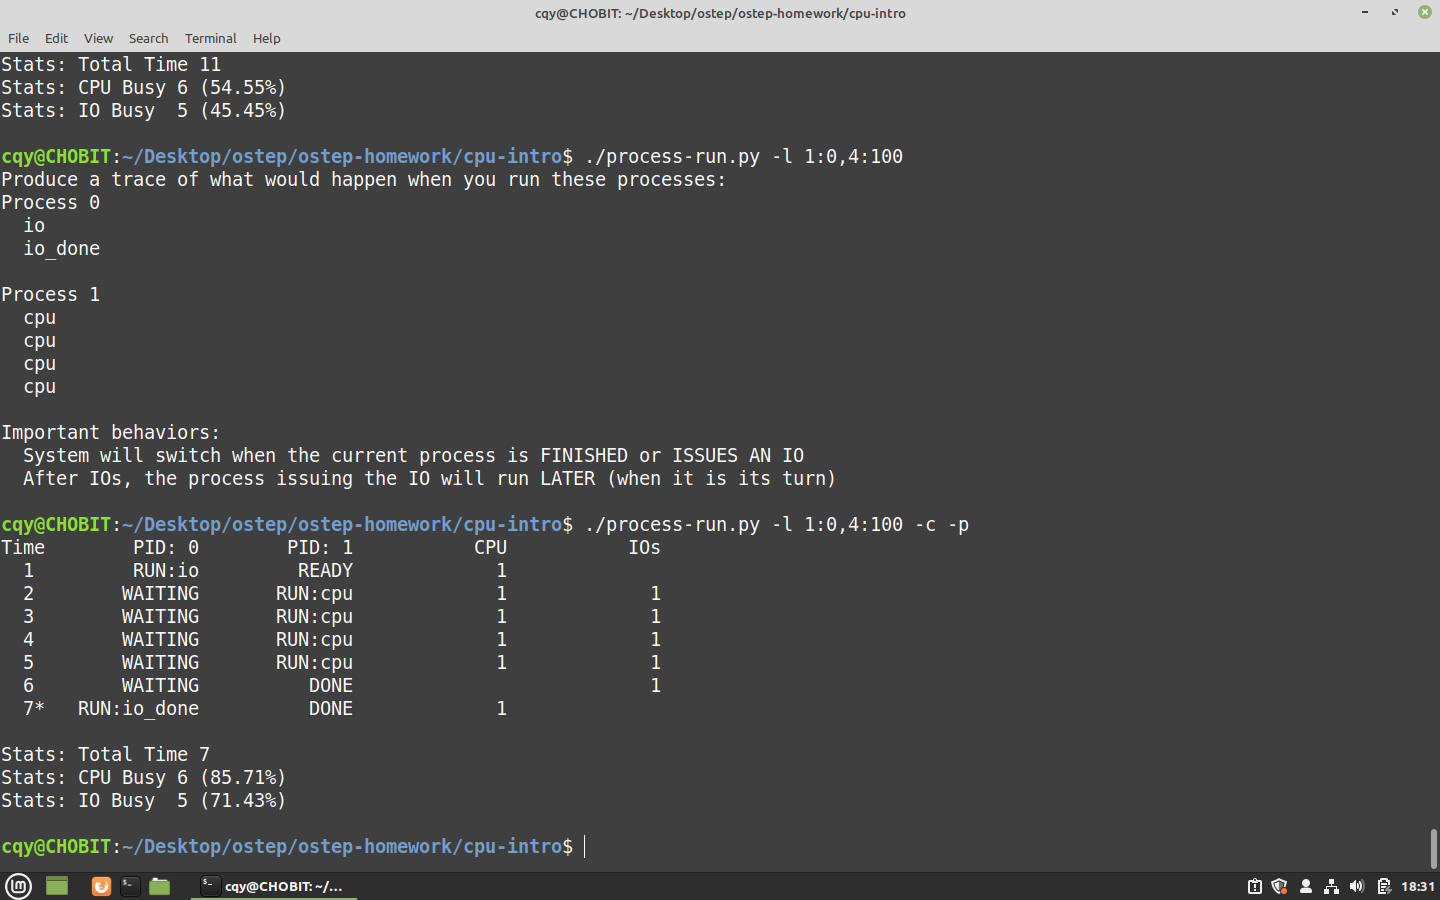 cqy@CHOBIT: ~/Desktop/ostep/ostep-homework/cpu-intro
File Edit View Search Terminal Help
Stats: Total Time 11
Stats: CPU Busy 6 (54.55%)
Stats: IO Busy  5 (45.45%)
cqy@CHOBIT:~/Desktop/ostep/ostep-homework/cpu-intro$ ./process-run.py -l 1:0,4:100
Produce a trace of what would happen when you run these processes:
Process 0
  io
  io_done
Process 1
  cpu
  cpu
  cpu
  cpu
Important behaviors:
  System will switch when the current process is FINISHED or ISSUES AN IO
  After IOs, the process issuing the IO will run LATER (when it is its turn)
cqy@CHOBIT:~/Desktop/ostep/ostep-homework/cpu-intro$ ./process-run.py -l 1:0,4:100 -c -p
Time        PID: 0        PID: 1           CPU           IOs
  1         RUN:io         READY             1
  2        WAITING       RUN:cpu             1             1
  3        WAITING       RUN:cpu             1             1
  4        WAITING       RUN:cpu             1             1
  5        WAITING       RUN:cpu             1             1
  6        WAITING          DONE                           1
  7*   RUN:io_done          DONE             1
Stats: Total Time 7
Stats: CPU Busy 6 (85.71%)
Stats: IO Busy  5 (71.43%)
cqy@CHOBIT:~/Desktop/ostep/ostep-homework/cpu-intro$
cqy@CHOBIT: ~/...
18:31